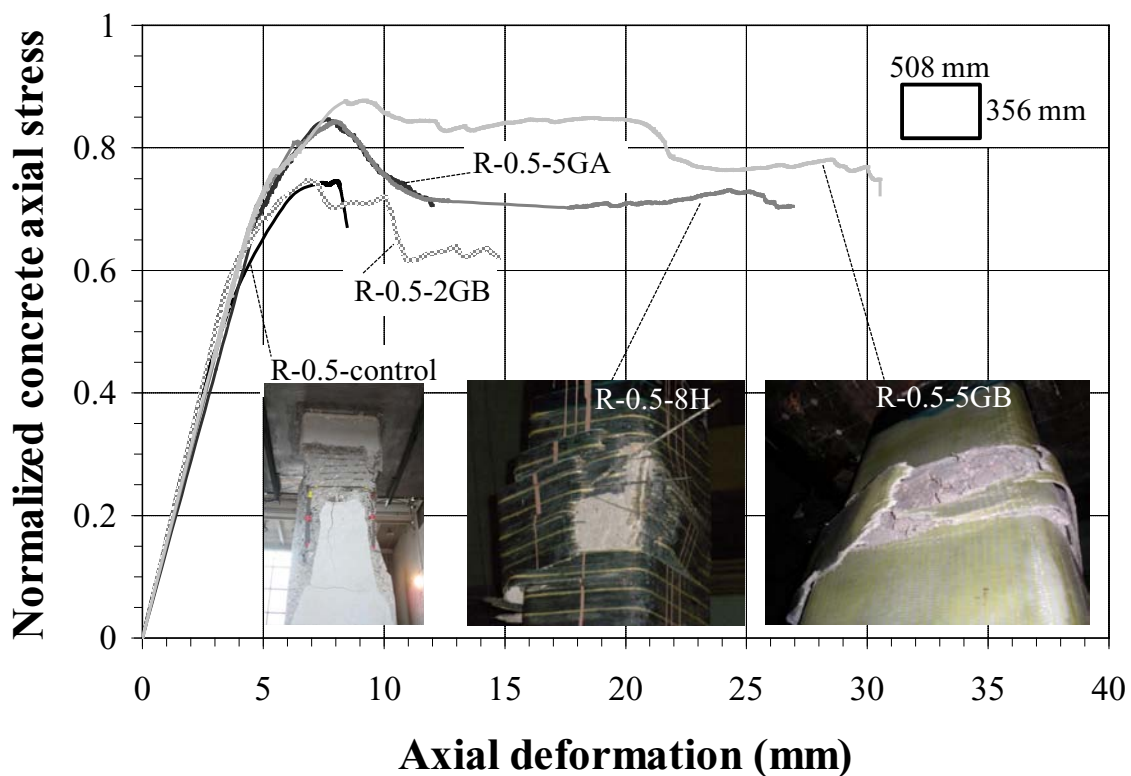 Normalized concrete axial stress
1
0.8
0.6
0.4
0.2
0
508 mm
356 mm
R-0.5-5GA
R-0.5-2GB
R-0.5-control
R-0.5-8H
R-0.5-5GB
0 5 10 15 20 25 30 35 40
Axial deformation (mm)